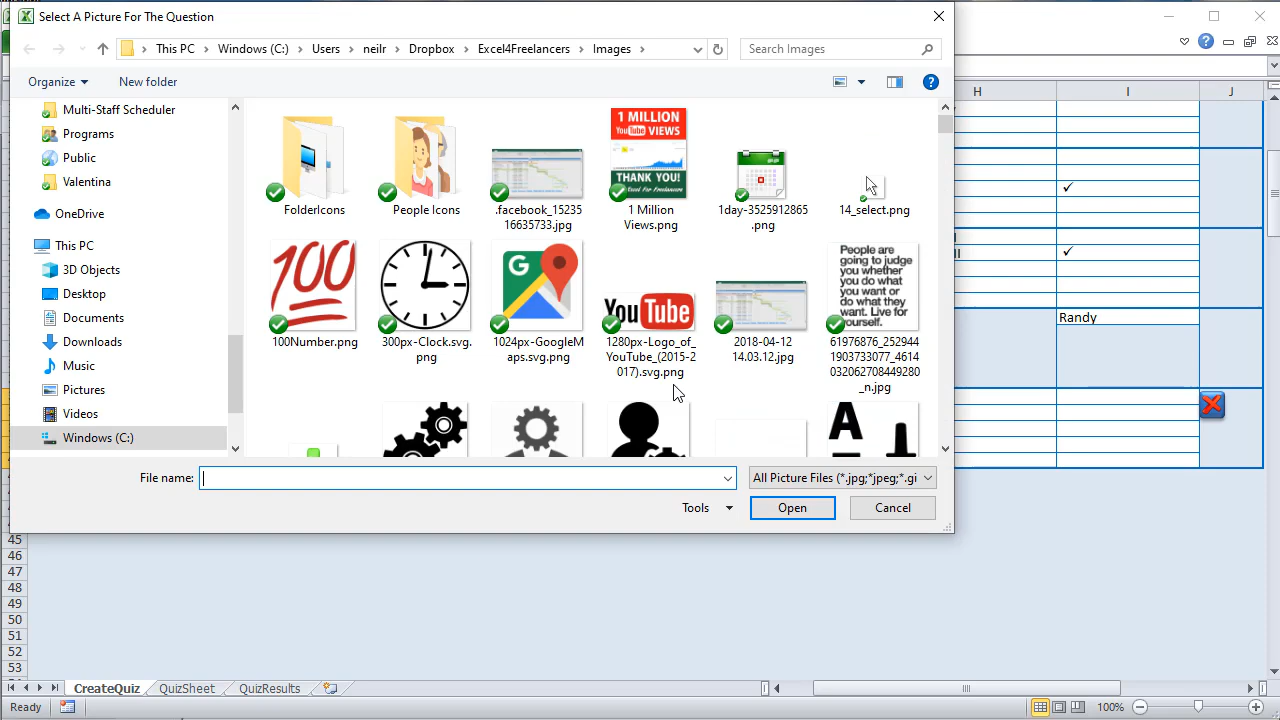 Select A Picture For The Question
This PC
Windows (C:)
Users
neilr
Dropbox
Excel4Freelancers
Images
Search Images
Organize
New folder
Multi-Staff Scheduler
Programs
Public
Valentina
OneDrive
This PC
3D Objects
Desktop
Documents
Downloads
Music
Pictures
Videos
Windows (C:)
1 MILLION
YouTube VIEWS
THANK YOU!
FolderIcons
People Icons
.facebook_15235
16635733.jpg
1 Million
Views.png
1day-3525912865
.png
14_select.png
100
G
YouTube
People are
going to judge
you whether
you do what
you want or
do what they
want. Live for
yourself.
100Number.png
300px-Clock.svg.
png
1024px-GoogleM
aps.svg.png
1280px-Logo_of_
YouTube_(2015-2
017).svg.png
2018-04-12
14.03.12.jpg
61976876_252944
1903733077_4614
032062708449280
_n.jpg
A
File name:
All Picture Files (*.jpg;*jpeg;*.gi
Tools
Open
Cancel
H
I
J
✓
✓
Randy
45
46
47
48
49
50
51
52
53
CreateQuiz
QuizSheet
QuizResults
Ready
100%